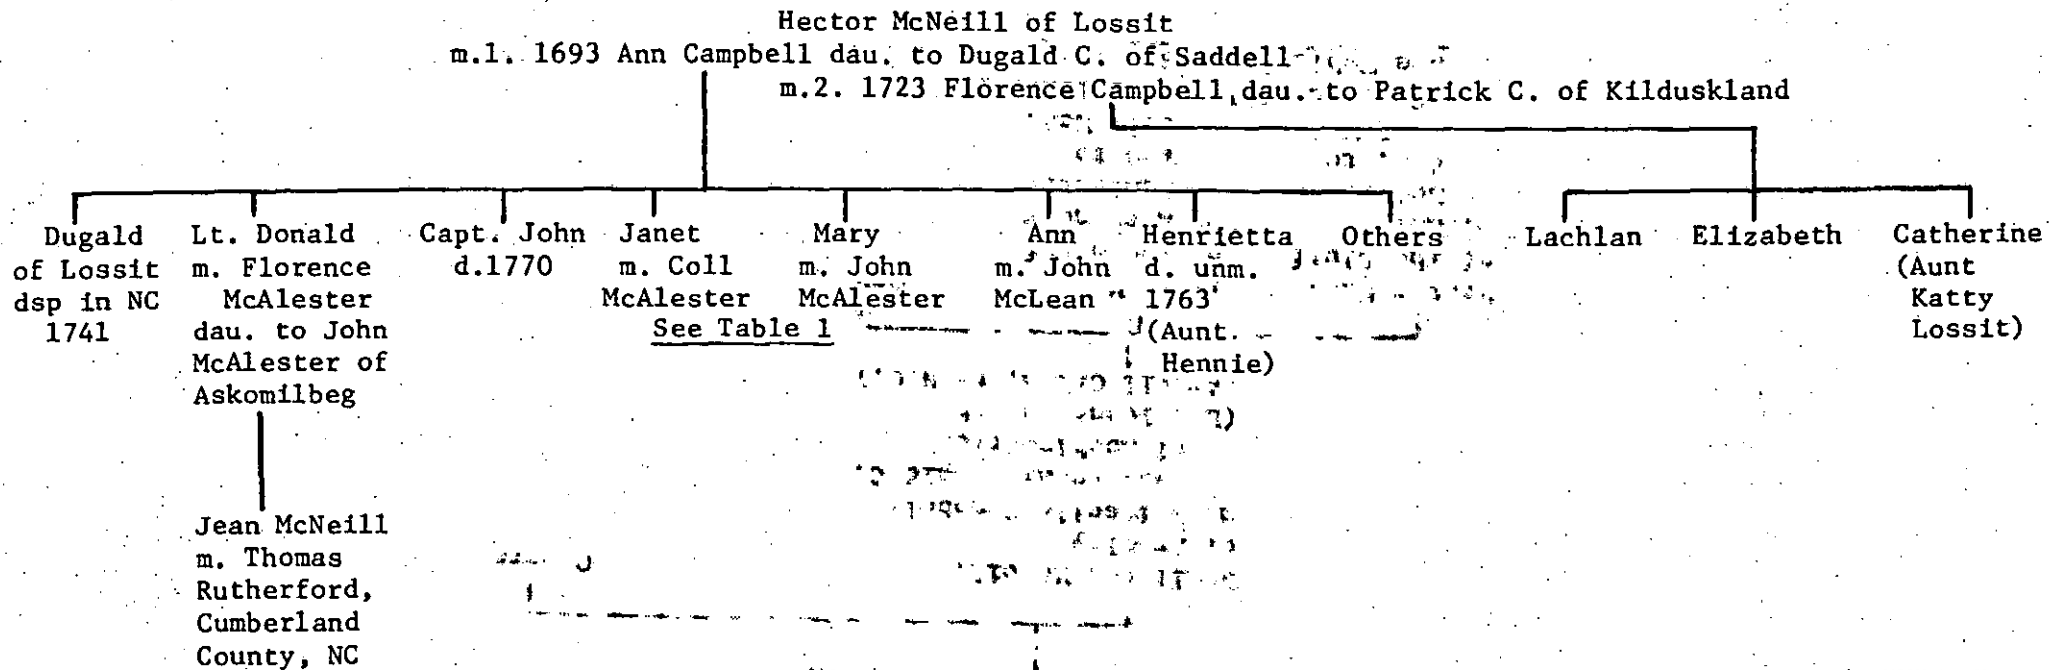 Hector McNeill of Lossit
m.1. 1693 Ann Campbell dau. to Dugald C. of Saddell
m.2. 1723 Florence Campbell, dau. to Patrick C. of Kilduskland
Dugald
of Lossit
dsp in NC
1741
Lt. Donald
m. Florence
McAlester
dau. to John
McAlester of
Askomilbeg
Capt. John
d.1770
Janet
m. Coll
McAlester
See Table 1
Mary
m. John
McAlester
Ann
m. John
McLean
Henrietta
d. unm.
1763
(Aunt.
Hennie)
Others
Lachlan
Elizabeth
Catherine
(Aunt
Katty
Lossit)
Jean McNeill
m. Thomas
Rutherford,
Cumberland
County, NC